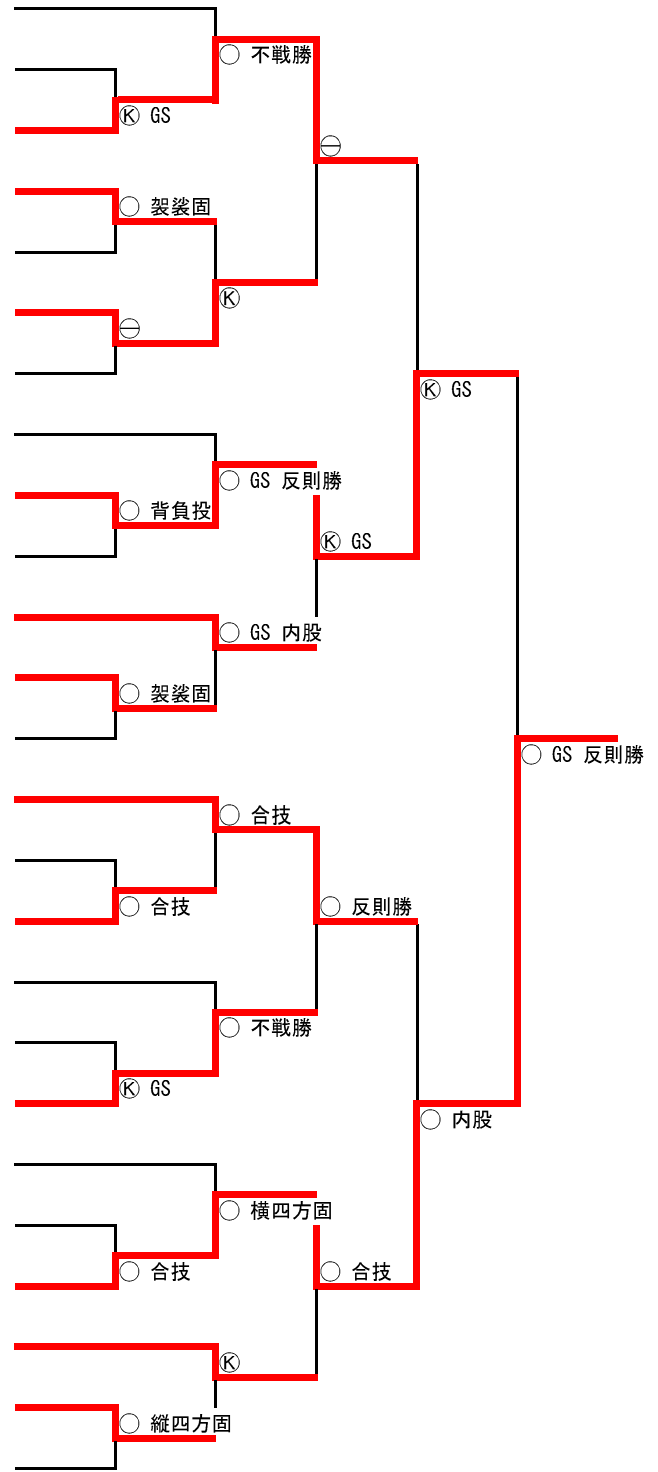 ○ 不戦勝
Ⓚ GS
㊀
○ 袈裟固
Ⓚ
㊀
Ⓚ GS
○ GS 反則勝
○ 背負投
Ⓚ GS
○ GS 内股
○ 袈裟固
○ GS 反則勝
○ 合技
○ 合技
○ 反則勝
○ 不戦勝
Ⓚ GS
○ 内股
○ 横四方固
○ 合技
○ 合技
Ⓚ
○ 縦四方固